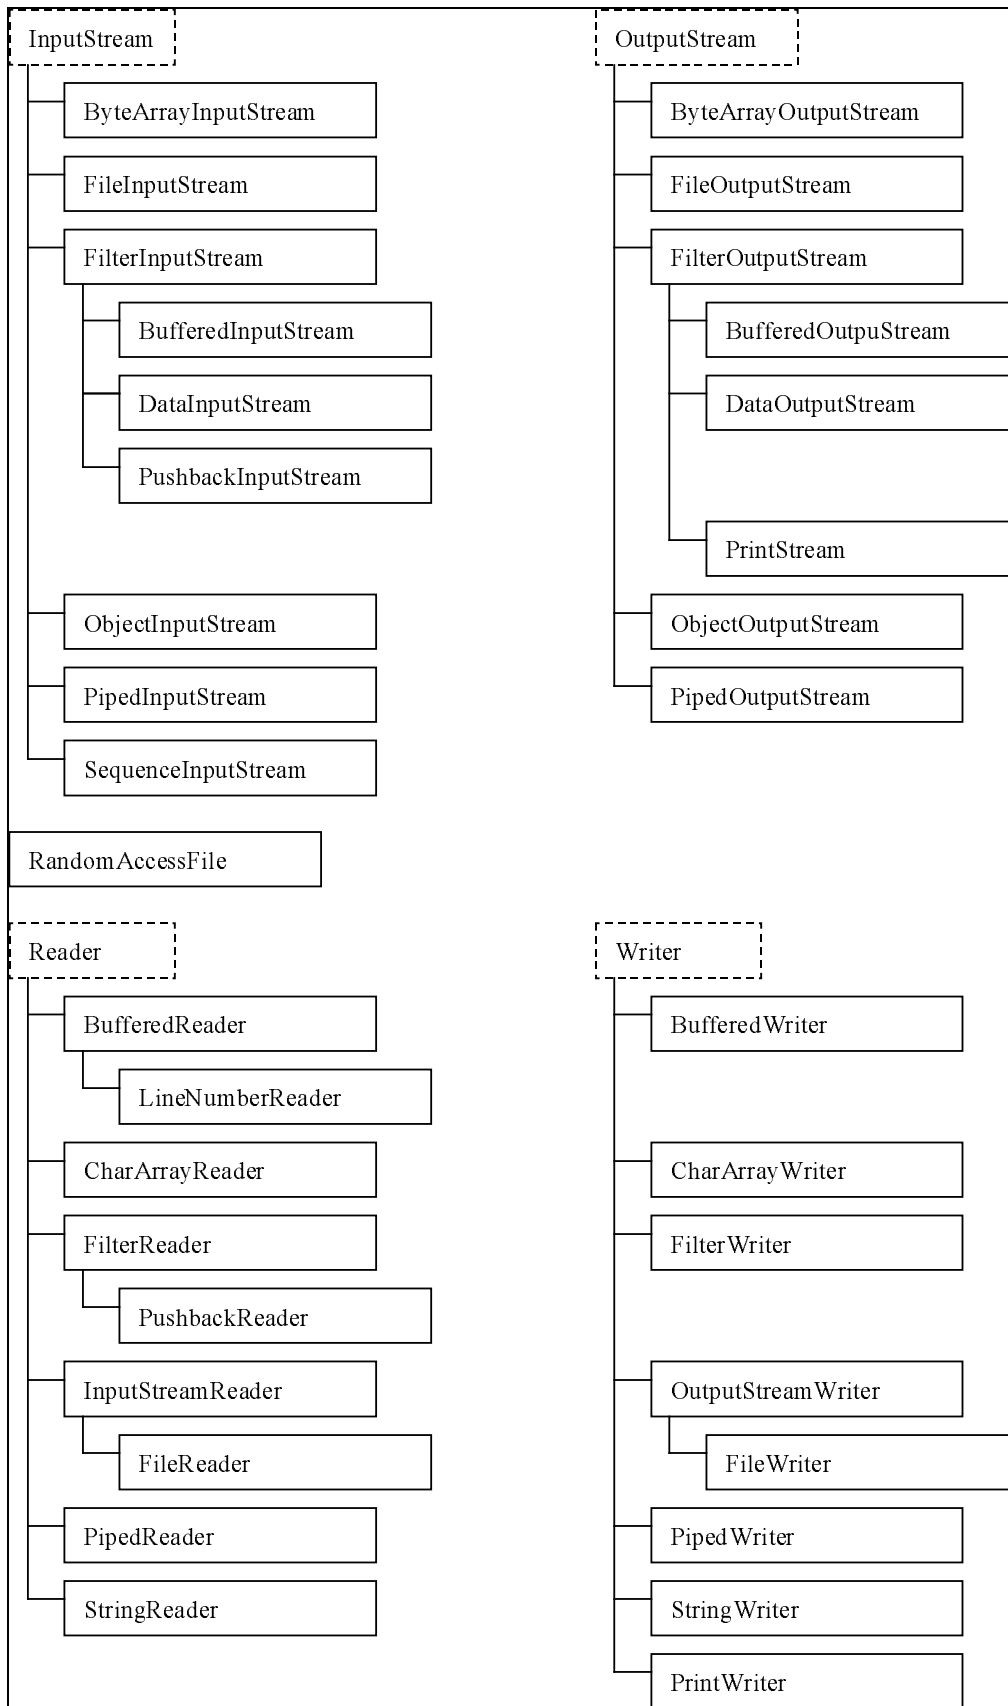 InputStream
ByteArrayInputStream
FileInputStream
FilterInputStream
BufferedInputStream
DataInputStream
PushbackInputStream
ObjectInputStream
PipedInputStream
SequenceInputStream
OutputStream
ByteArrayOutputStream
FileOutputStream
FilterOutputStream
BufferedOutpuStream
DataOutputStream
PrintStream
ObjectOutputStream
PipedOutputStream
RandomAccessFile
Reader
BufferedReader
LineNumberReader
CharArrayReader
FilterReader
PushbackReader
InputStreamReader
FileReader
PipedReader
StringReader
Writer
BufferedWriter
CharArrayWriter
FilterWriter
OutputStreamWriter
FileWriter
PipedWriter
StringWriter
PrintWriter